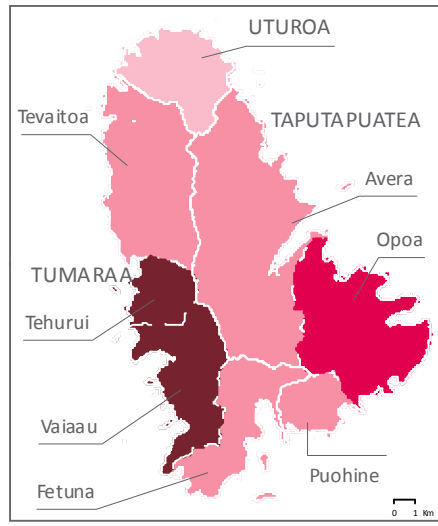 UTUROA
Tevaitoa
TAPUTAPUATEA
Avera
Opoa
TUMARAA
Tehurui
Vaiaau
Puohine
Fetuna
0 1 Km